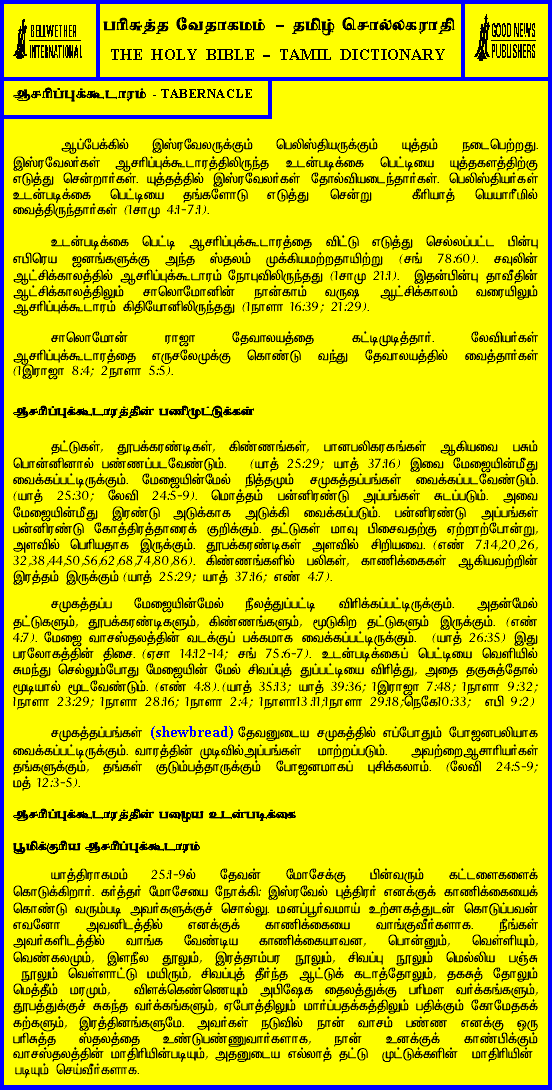 BELLWETHER
INTERNATIONAL
பரிசுத்த வேதாகமம் – தமிழ் சொல்லகராதி
THE HOLY BIBLE – TAMIL DICTIONARY
GOOD NEWS
PUBLISHERS
ஆசரிப்புக்கூடாரம் - TABERNACLE
ஆப்பேக்கில் இஸ்ரவேலருக்கும் பெலிஸ்தியருக்கும் யுத்தம் நடைபெற்றது.
இஸ்ரவேலர்கள் ஆசரிப்புக்கூடாரத்திலிருந்த உடன்படிக்கை பெட்டியை யுத்தகளத்திற்கு
எடுத்து சென்றார்கள். யுத்தத்தில் இஸ்ரவேலர்கள் தோல்வியடைந்தார்கள். பெலிஸ்தியர்கள்
உடன்படிக்கை பெட்டியை தங்களோடு எடுத்து சென்று கீரியாத் யெயாரீமில்
வைத்திருந்தார்கள் (1சாமு 4:1-7:1).
உடன்படிக்கை பெட்டி ஆசரிப்புக்கூடாரத்தை விட்டு எடுத்து செல்லப்பட்ட பின்பு
எபிரெய ஜனங்களுக்கு அந்த ஸ்தலம் முக்கியமற்றதாயிற்று (சங் 78:60). சவுலின்
ஆட்சிக்காலத்தில் ஆசரிப்புக்கூடாரம் நோபுவிலிருந்தது (1சாமு 21:1). இதன்பின்பு தாவீதின்
ஆட்சிக்காலத்திலும் சாலொமோனின் நான்காம் வருஷ ஆட்சிக்காலம் வரையிலும்
ஆசரிப்புக்கூடாரம் கிதியோனிலிருந்தது (1நாளா 16:39; 21:29).
சாலொமோன் ராஜா தேவாலயத்தை கட்டிமுடித்தார். லேவியர்கள்
ஆசரிப்புக்கூடாரத்தை எருசலேமுக்கு கொண்டு வந்து தேவாலயத்தில் வைத்தார்கள்
(1இராஜா 8:4; 2நாளா 5:5).
ஆசரிப்புக்கூடாரத்தின் பணிமுட்டுக்கள்
தட்டுகள், தூபக்கரண்டிகள், கிண்ணங்கள், பானபலிகரகங்கள் ஆகியவை பசும்
பொன்னினால் பண்ணப்படவேண்டும். (யாத் 25:29; யாத் 37:16) இவை மேஜையின்மீது
வைக்கப்பட்டிருக்கும். மேஜையின்மேல் நித்தமும் சமுகத்தப்பங்கள் வைக்கப்படவேண்டும்.
(யாத் 25:30; லேவி 24:5-9). மொத்தம் பன்னிரண்டு அப்பங்கள் சுடப்படும். அவை
மேஜையின்மீது இரண்டு அடுக்காக அடுக்கி வைக்கப்படும். பன்னிரண்டு அப்பங்கள்
பன்னிரண்டு கோத்திரத்தாரைக் குறிக்கும். தட்டுகள் மாவு பிசைவதற்கு ஏற்றாற்போன்று,
அளவில் பெரியதாக இருக்கும். தூபக்கரண்டிகள் அளவில் சிறியவை. (எண் 7:14,20,26,
32,38,44,50,56,62,68,74,80,86). கிண்ணங்களில் பலிகள், காணிக்கைகள் ஆகியவற்றின்
இரத்தம் இருக்கும் (யாத் 25:29; யாத் 37:16; எண் 4:7).
சமுகத்தப்ப மேஜையின்மேல் நீலத்துப்பட்டி விரிக்கப்பட்டிருக்கும். அதன்மேல்
தட்டுகளும், தூபக்கரண்டிகளும், கிண்ணங்களும், மூடுகிற தட்டுகளும் இருக்கும். (எண்
4:7). மேஜை வாசஸ்தலத்தின் வடக்குப் பக்கமாக வைக்கப்பட்டிருக்கும். (யாத் 26:35) இது
பரலோகத்தின் திசை. (ஏசா 14:12-14; சங் 75:6-7). உடன்படிக்கைப் பெட்டியை வெளியில்
சுமந்து செல்லும்போது மேஜையின் மேல் சிவப்புத் துப்பட்டியை விரித்து, அதை தகசுத்தோல்
மூடியால் மூடவேண்டும். (எண் 4:8).(யாத் 35:13; யாத் 39:36; 1இராஜா 7:48; 1நாளா 9:32;
1நாளா 23:29; 1நாளா 28:16; 1நாளா 2:4; 1நாளா13:11;1நாளா 29:18;நெகே10:33; எபி 9:2)
சமுகத்தப்பங்கள் (shewbread) தேவனுடைய சமுகத்தில் எப்போதும் போஜனபலியாக
வைக்கப்பட்டிருக்கும். வாரத்தின் முடிவில்அப்பங்கள் மாற்றப்படும். அவற்றைஆசாரியர்கள்
தங்களுக்கும், தங்கள் குடும்பத்தாருக்கும் போஜனமாகப் புசிக்கலாம். (லேவி 24:5-9;
மத் 12:3-5).
ஆசரிப்புக்கூடாரத்தின் பழைய உடன்படிக்கை
பூமிக்குரிய ஆசரிப்புக்கூடாரம்
யாத்திராகமம் 25:1-9ல் தேவன் மோசேக்கு பின்வரும் கட்டளைகளைக்
கொடுக்கிறார். கர்த்தர் மோசேயை நோக்கி: இஸ்ரவேல் புத்திரர் எனக்குக் காணிக்கையைக்
கொண்டு வரும்படி அவர்களுக்குச் சொல்லு. மனப்பூர்வமாய் உற்சாகத்துடன் கொடுப்பவன்
எவனோ அவனிடத்தில் எனக்குக் காணிக்கையை வாங்குவீர்களாக. நீங்கள்
அவர்களிடத்தில் வாங்க வேண்டிய காணிக்கையாவன, பொன்னும், வெள்ளியும்,
வெண்கலமும், இளநீல நூலும், இரத்தாம்பர நூலும், சிவப்பு நூலும் மெல்லிய பஞ்சு
நூலும் வெள்ளாட்டு மயிரும், சிவப்புத் தீர்ந்த ஆட்டுக் கடாத்தோலும், தகசுத் தோலும்
மெத்தீம் மரமும், விளக்கெண்ணெயும் அபிஷேக தைலத்துக்கு பரிமள வர்க்கங்களும்,
தூபத்துக்குச் சுகந்த வர்க்கங்களும், ஏபோத்திலும் மார்ப்பதக்கத்திலும் பதிக்கும் கோமேதகக்
கற்களும், இரத்தினங்களுமே. அவர்கள் நடுவில் நான் வாசம் பண்ண எனக்கு ஒரு
பரிசுத்த ஸ்தலத்தை உண்டுபண்ணுவார்களாக, நான் உனக்குக் காண்பிக்கும்
வாசஸ்தலத்தின் மாதிரியின்படியும், அதனுடைய எல்லாத் தட்டு முட்டுக்களின் மாதிரியின்
படியும் செய்வீர்களாக.